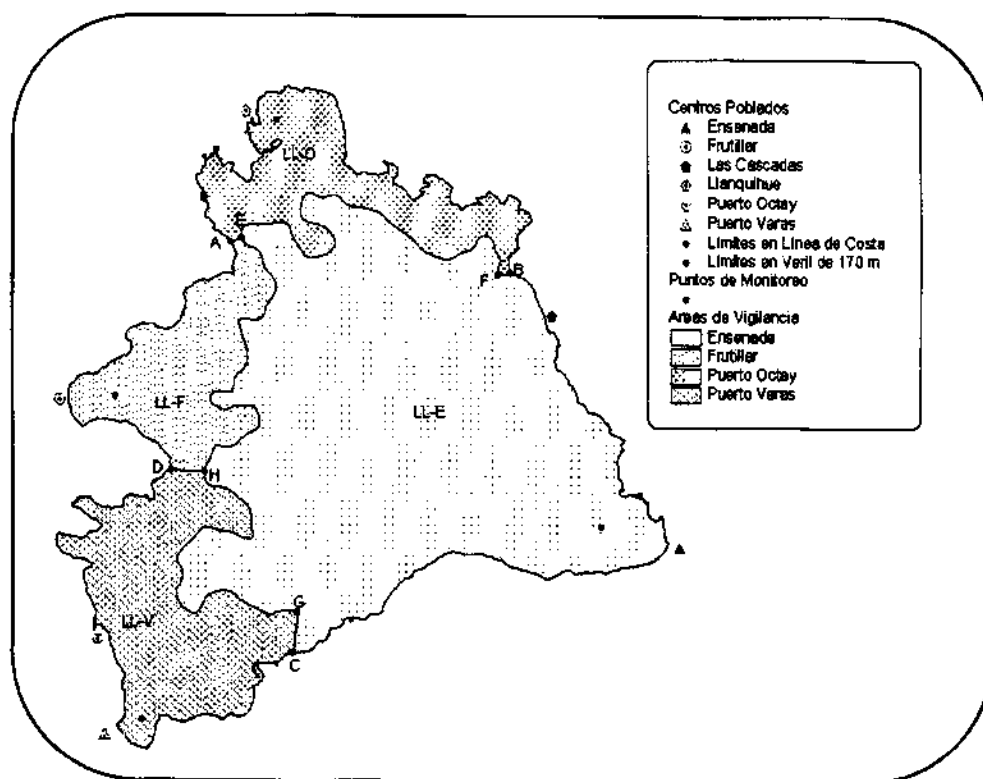 Centros Poblados
Ensenada
Frutillar
Las Cascadas
Llanquihue
Puerto Octay
Puerto Varas
Limites en Linea de Costa
Limites en Veril de 170 m
Puntos de Monitoreo
Areas de Vigilancia
Ensenada
Frutillar
Puerto Octay
Puerto Varas
LL-O
E
A
F
B
LL-F
LL-E
D
H
G
LL-V
C